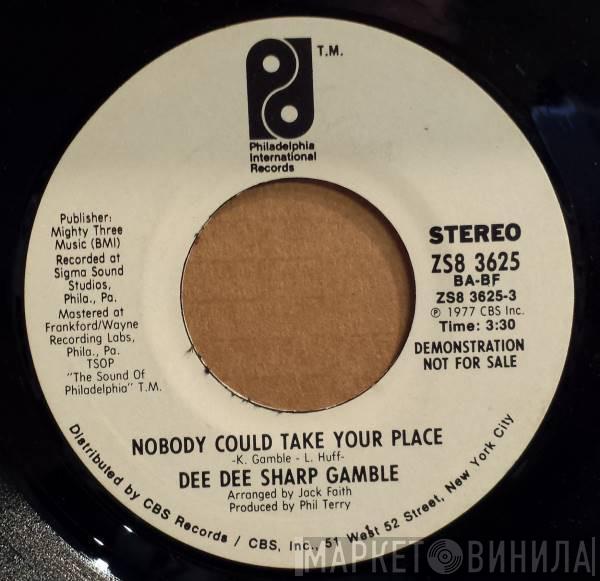 T.M.
Philadelphia
International
Records
Publisher:
Mighty Three
Music (BMI)
Recorded at
Sigma Sound
Studios,
Phila., Pa.
Mastered at
Frankford/Wayne
Recording Labs,
Phila., Pa.
TSOP
"The Sound Of
Philadelphia" T.M.
STEREO
ZS8 3625
BA-BF
ZS8 3625-3
℗ 1977 CBS Inc.
Time: 3:30
DEMONSTRATION
NOT FOR SALE
NOBODY COULD TAKE YOUR PLACE
-K. Gamble - L. Huff-
DEE DEE SHARP GAMBLE
Arranged by Jack Faith
Produced by Phil Terry
Distributed by CBS Records / CBS, Inc., 51 West 52 Street, New York City
МАРКЕТ ВИНИЛА